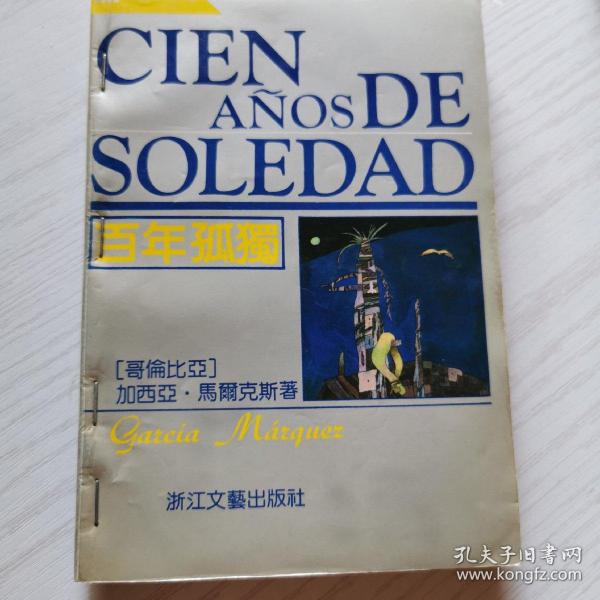 CIEN
AÑOS DE
SOLEDAD
百年孤獨
［哥倫比亞］
加西亞·馬爾克斯著
García Márquez
浙江文藝出版社
孔夫子旧书网
www.kongfz.com